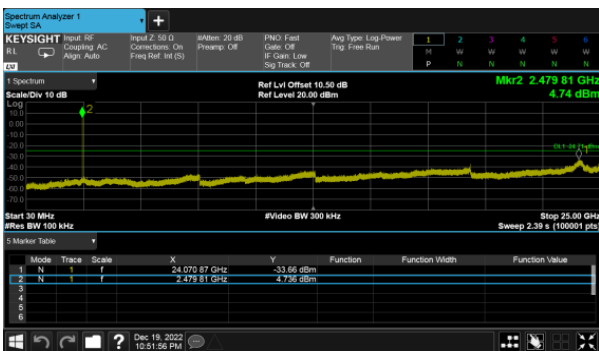 Spectrum Analyzer 1
Swept SA
+
KEYSIGHT Input: RF Input Z: 50 Ω #Atten: 20 dB PNO: Fast Avg Type: Log-Power 1 2 3 4 5 6
RL Coupling: AC Corrections: On Preamp: Off Gate: Off Trig: Free Run M W W W W W
Align: Auto Freq Ref: Int (S) IF Gain: Low P N N N N N
LXI Sig Track: Off
1 Spectrum Ref Lvl Offset 10.50 dB Mkr2 2.479 81 GHz
Scale/Div 10 dB Ref Level 20.00 dBm 4.74 dBm
Log
10.0 2
0.00
-10.0
-20.0
-30.0
-40.0
-50.0
-60.0
-70.0
Start 30 MHz #Video BW 300 kHz Stop 25.00 GHz
#Res BW 100 kHz Sweep 2.39 s (100001 pts)
5 Marker Table
Mode Trace Scale X Y Function Function Width Function Value
1 N 1 f 24.070 87 GHz -33.66 dBm
2 N 1 f 2.479 81 GHz 4.736 dBm
3
4
5
6
? Dec 19, 2022
10:51:56 PM